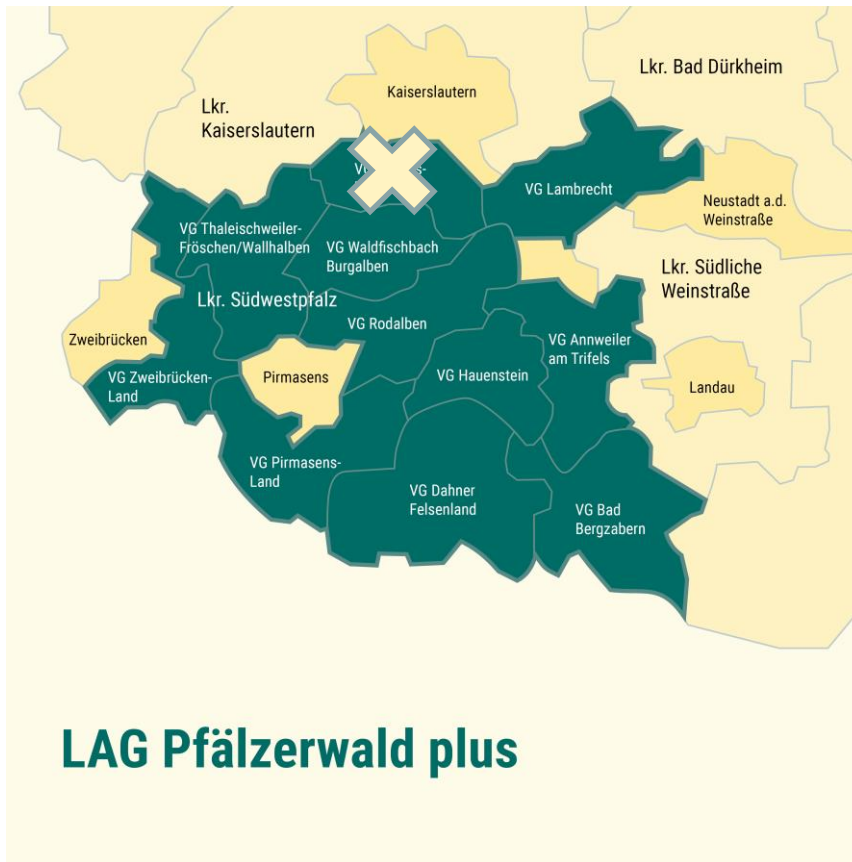 Lkr. Bad Dürkheim
Kaiserslautern
Lkr.
Kaiserslautern
VG
VG Lambrecht
Neustadt a.d.
Weinstraße
VG Thaleischweiler-
Fröschen/Wallhalben
VG Waldfischbach
Burgalben
Lkr. Südliche
Weinstraße
Lkr. Südwestpfalz
VG Rodalben
Zweibrücken
VG Annweiler
am Trifels
VG Zweibrücken-
Land
Pirmasens
VG Hauenstein
Landau
VG Pirmasens-
Land
VG Dahner
Felsenland
VG Bad
Bergzabern
LAG Pfälzerwald plus